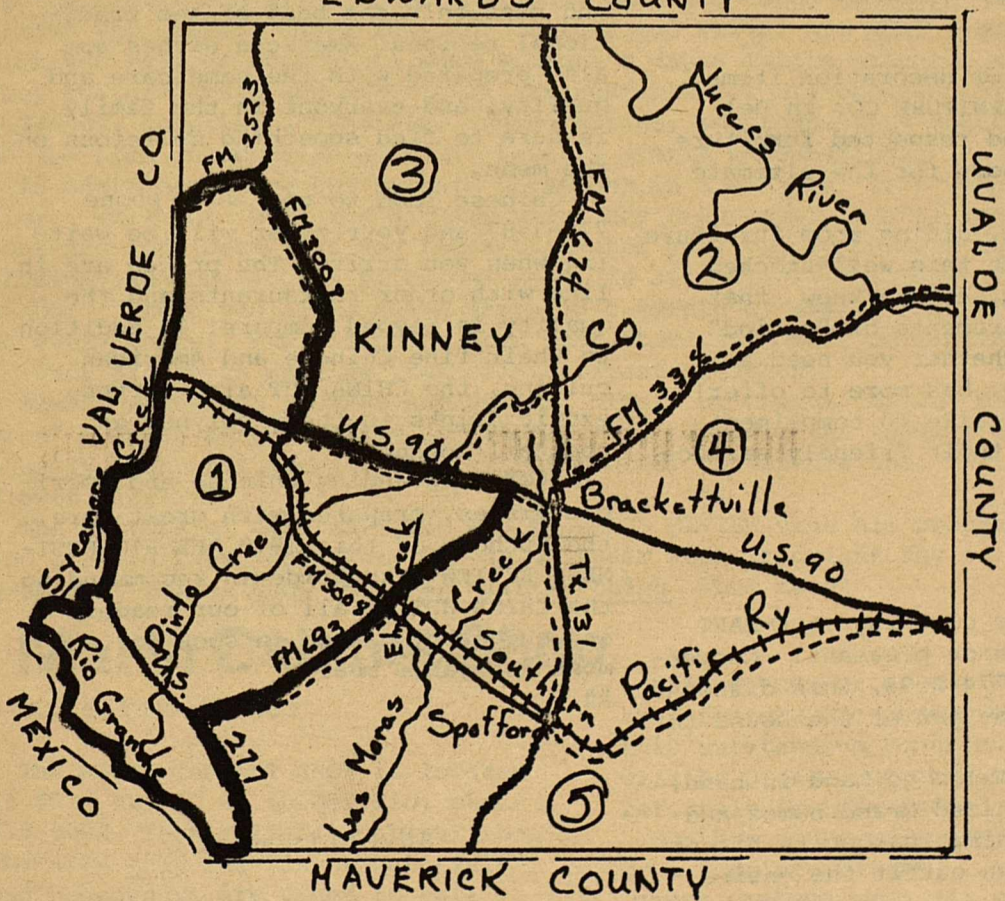 EDWARDS COUNTY
FM 2523
Nueces
River
CO.
VAL VERDE
③
FM 3008
FM 674
②
UVALDE
COUNTY
KINNEY
CO.
FM 334
U.S. 90
④
Creek
Sycamore
①
Brackettville
U.S. 90
Creek
Pinto
FM 3008
Elm
Creek
Creek
Tx 131
South
Pacific
Ry
FM 693
U.S.
277
Rio
Grande
MEXICO
Spofford
Las Moras
⑤
MAVERICK COUNTY